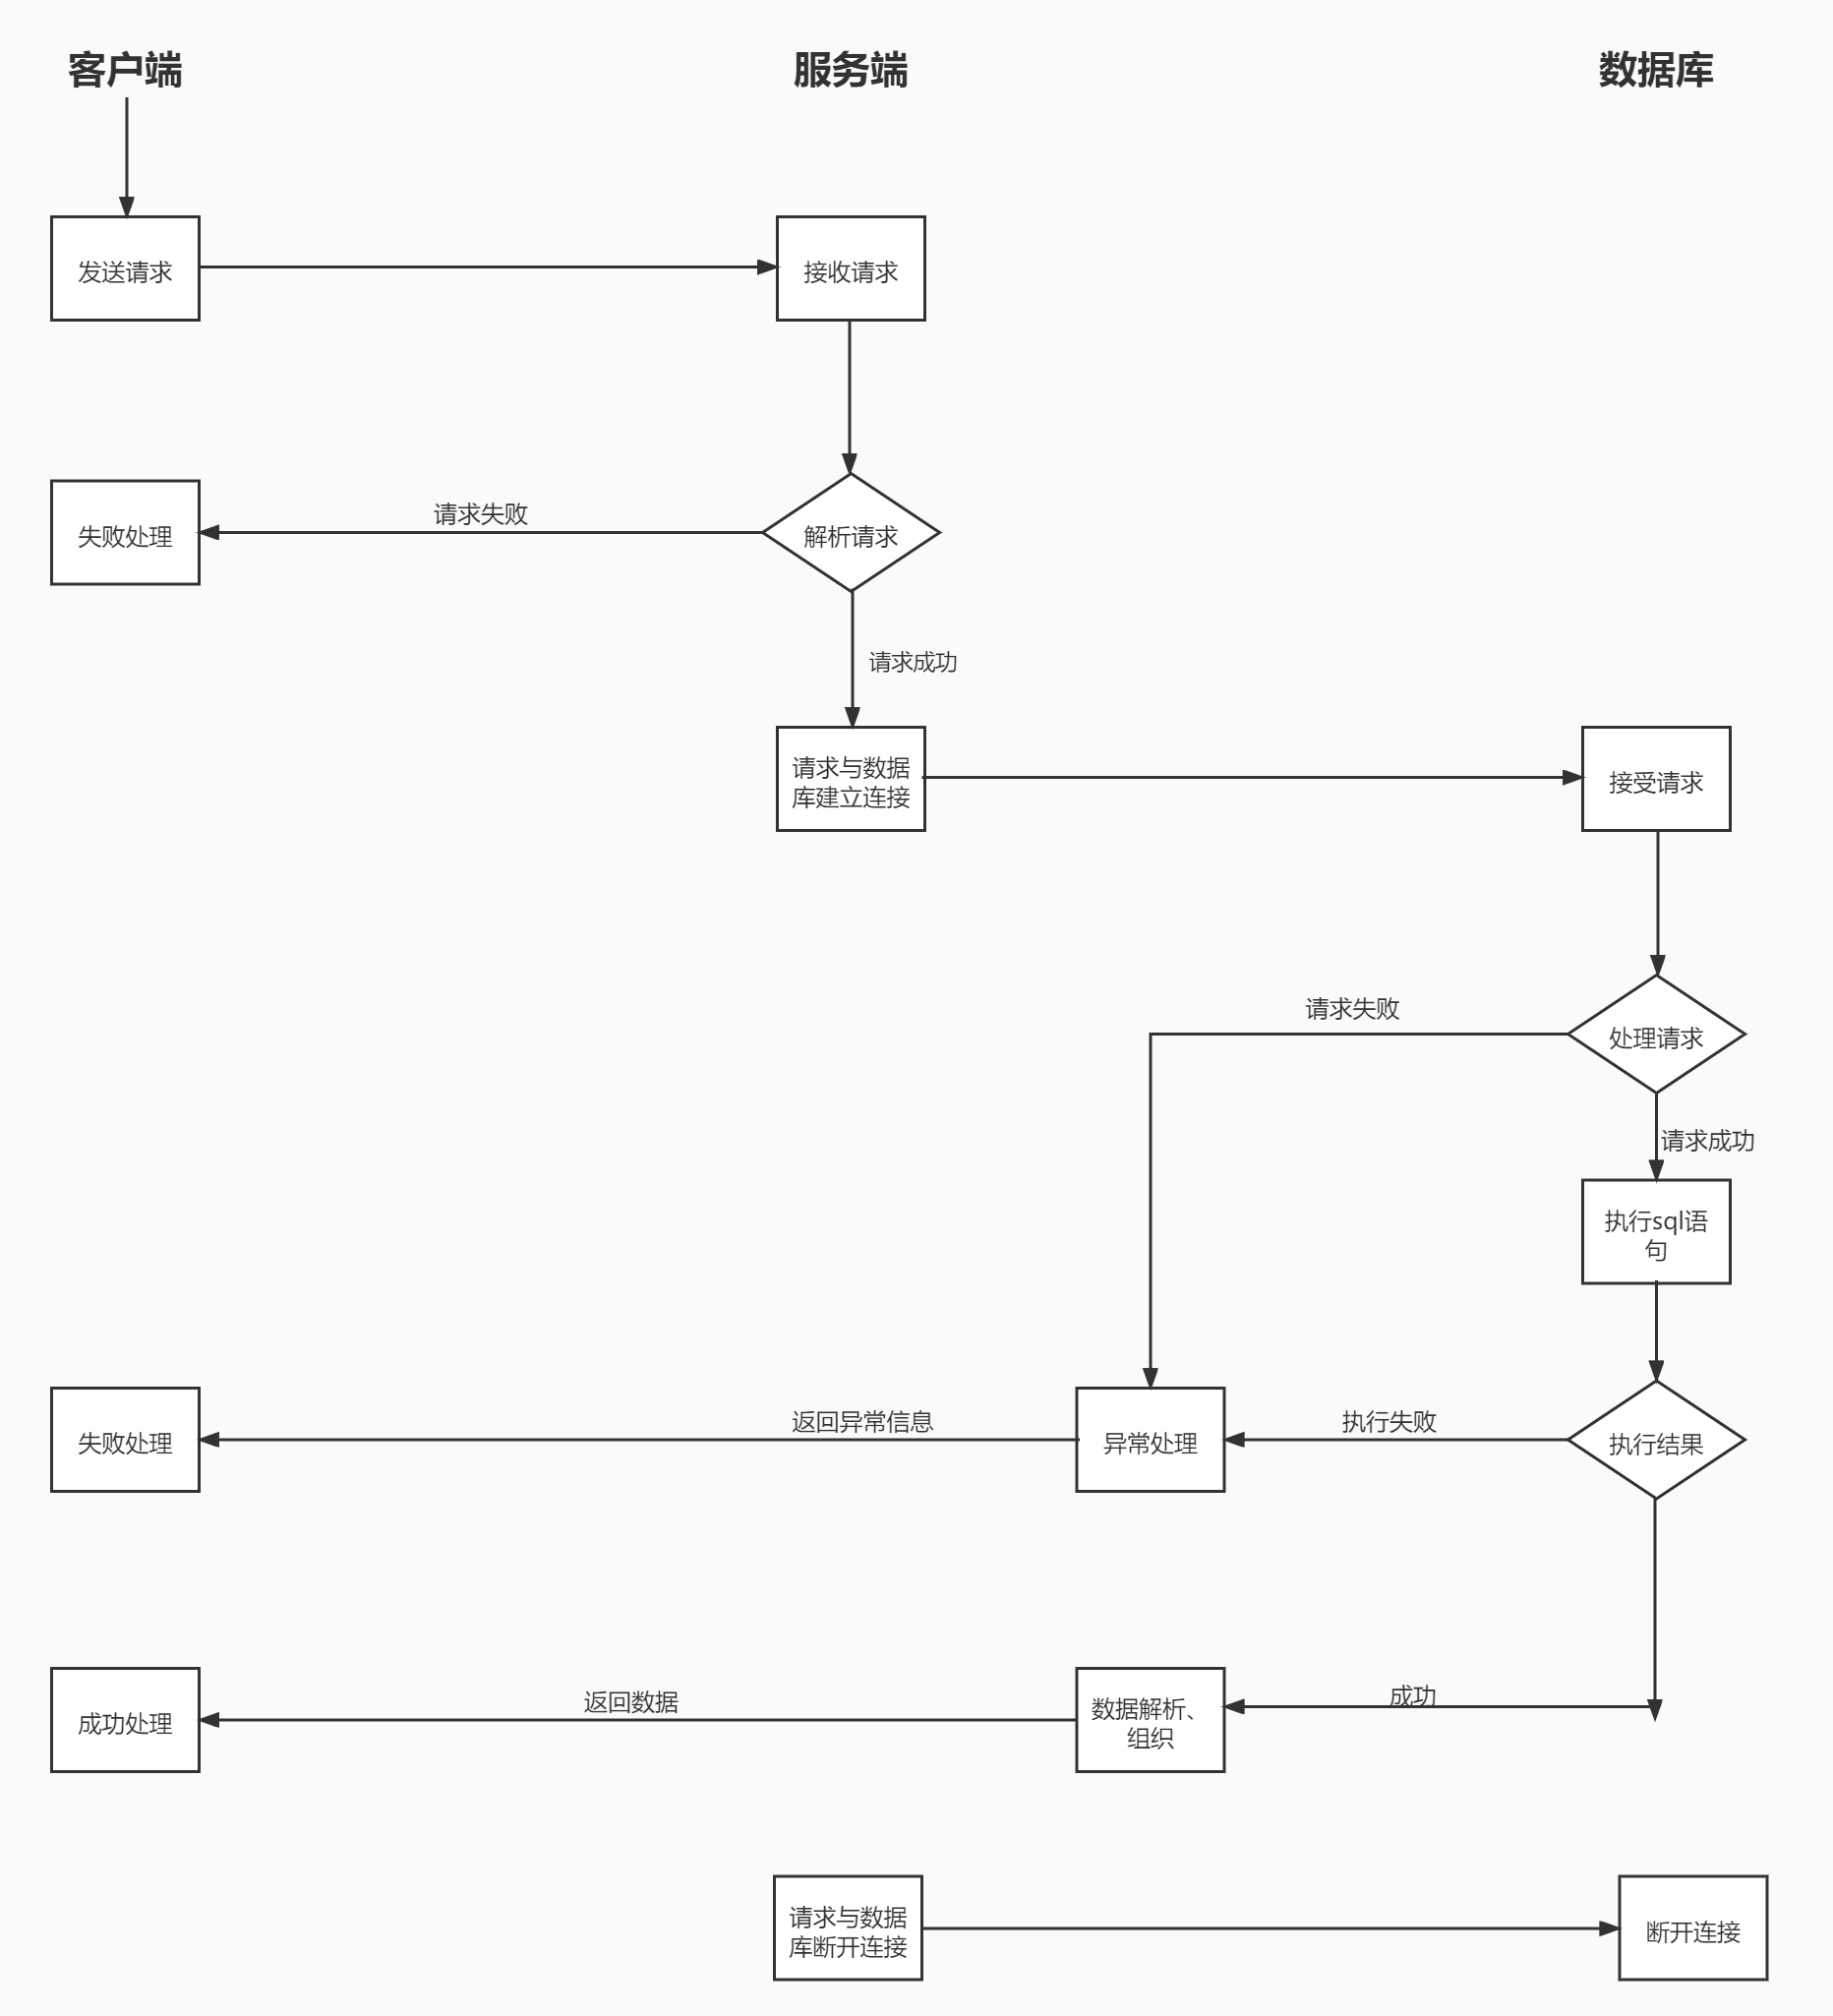 客户端
服务端
数据库
发送请求
接收请求
请求失败
失败处理
解析请求
请求成功
请求与数据
库建立连接
接受请求
请求失败
处理请求
请求成功
执行sql语
句
返回异常信息
执行失败
失败处理
异常处理
执行结果
返回数据
成功
成功处理
数据解析、
组织
请求与数据
库断开连接
断开连接